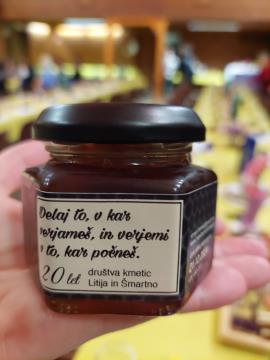 Delaj to, v kar
verjameš, in verjemi
v to, kar počneš.
20 let
društva kmetic
Litija in Šmartno